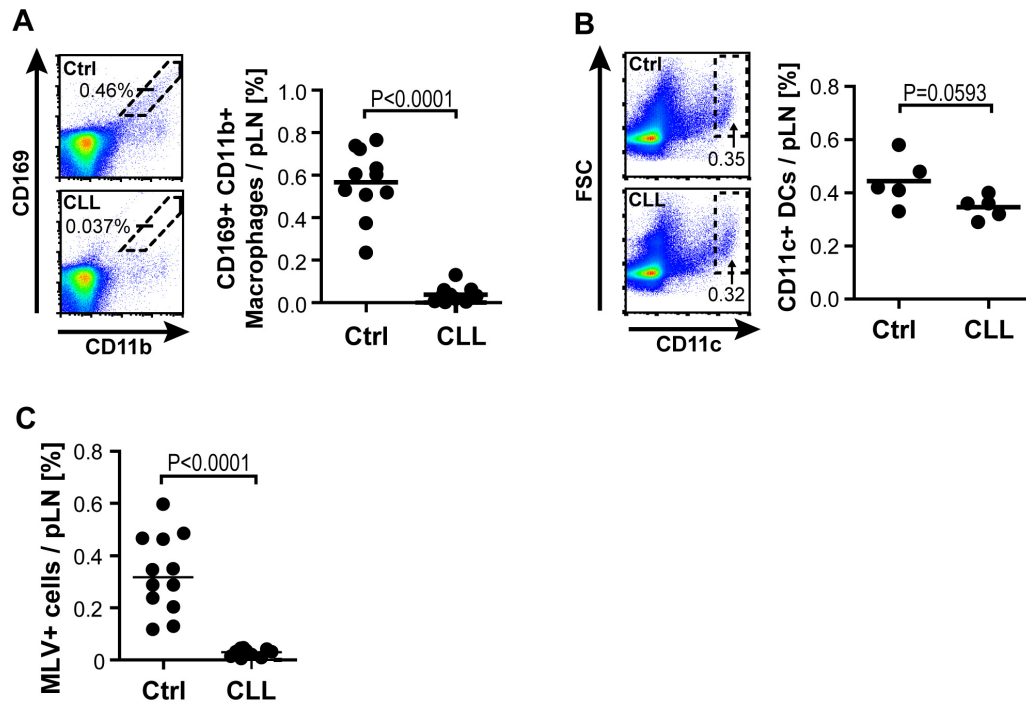 A
CD169
Ctrl
0.46%
CLL
0.037%
CD11b
CD169+ CD11b+
Macrophages / pLN [%]
1.0
0.8
0.6
0.4
0.2
0.0
P<0.0001
Ctrl
CLL
B
FSC
Ctrl
0.35
CLL
0.32
CD11c
CD11c+ DCs / pLN [%]
0.8
0.6
0.4
0.2
0.0
P=0.0593
Ctrl
CLL
C
MLV+ cells / pLN [%]
0.8
0.6
0.4
0.2
0
P<0.0001
Ctrl
CLL